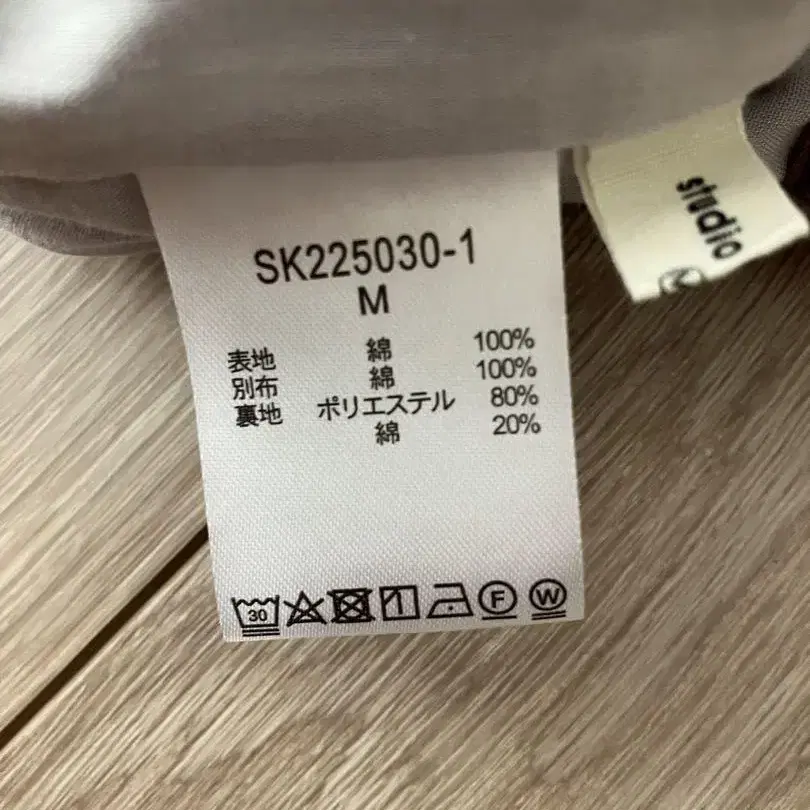 SK225030-1
M
表地 綿 100%
別布 綿 100%
裏地 ポリエステル 80%
綿 20%
30
F
W
studio